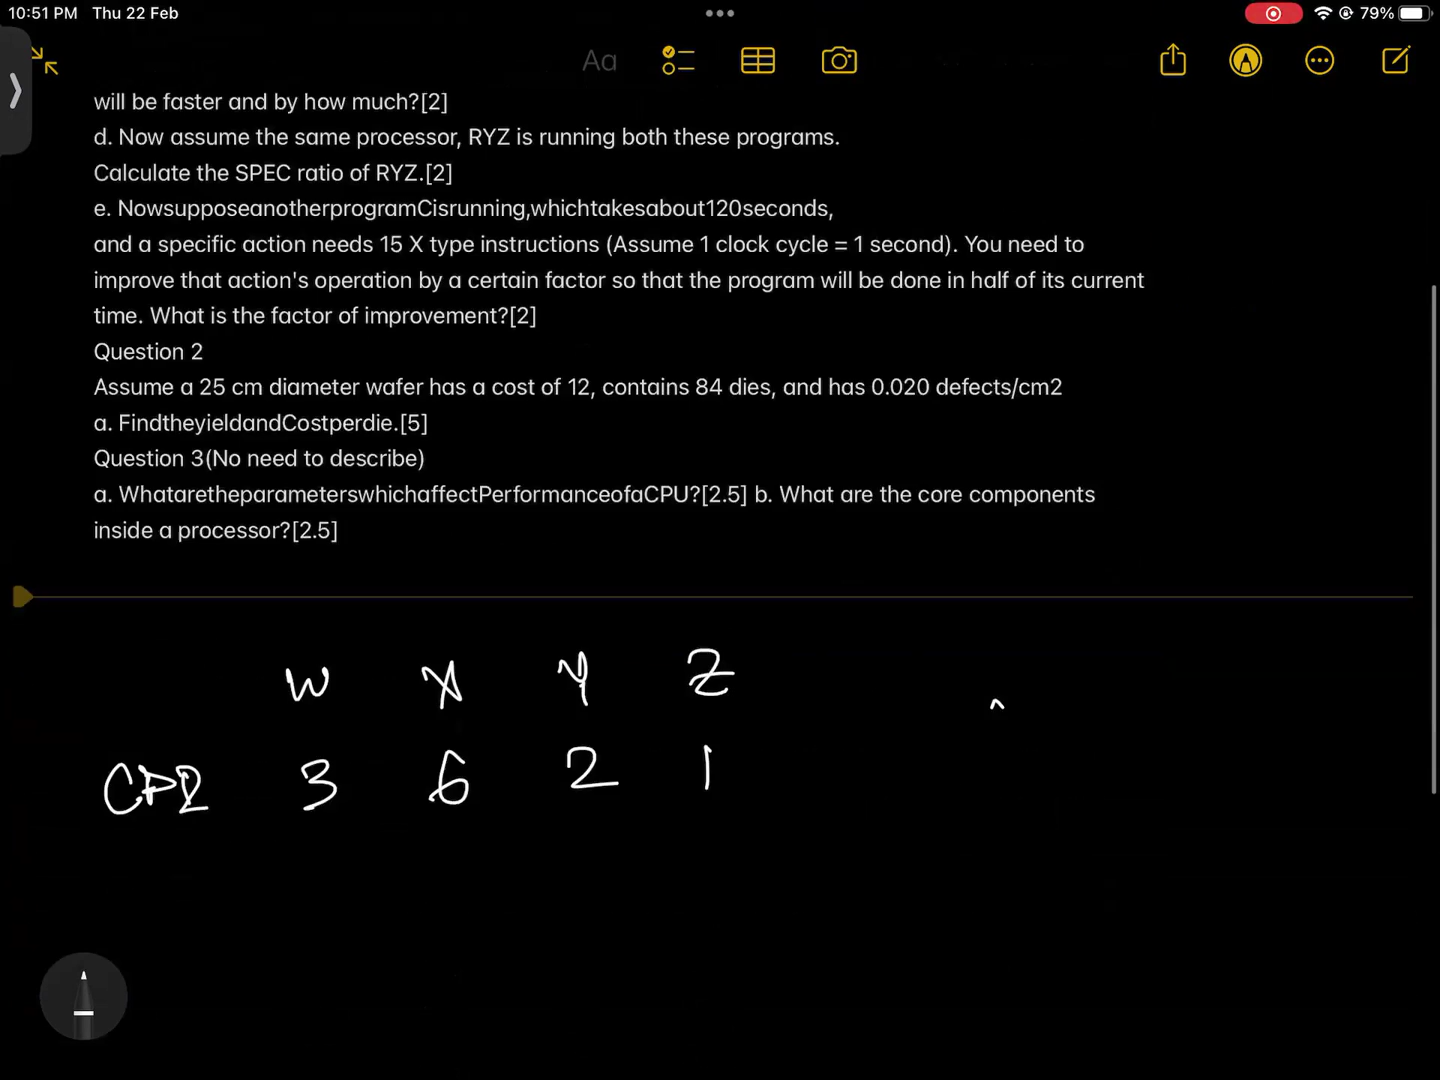 10:51 PM Thu 22 Feb 79%
Aa
will be faster and by how much?[2]
d. Now assume the same processor, RYZ is running both these programs.
Calculate the SPEC ratio of RYZ.[2]
e. NowsupposeanotherprogramCisrunning,whichtakesabout120seconds,
and a specific action needs 15 X type instructions (Assume 1 clock cycle = 1 second). You need to
improve that action's operation by a certain factor so that the program will be done in half of its current
time. What is the factor of improvement?[2]
Question 2
Assume a 25 cm diameter wafer has a cost of 12, contains 84 dies, and has 0.020 defects/cm2
a. FindtheyieldandCostperdie.[5]
Question 3(No need to describe)
a. WhataretheparameterswhichaffectPerformanceofaCPU?[2.5] b. What are the core components
inside a processor?[2.5]
W X Y Z
CPI 3 6 2 1